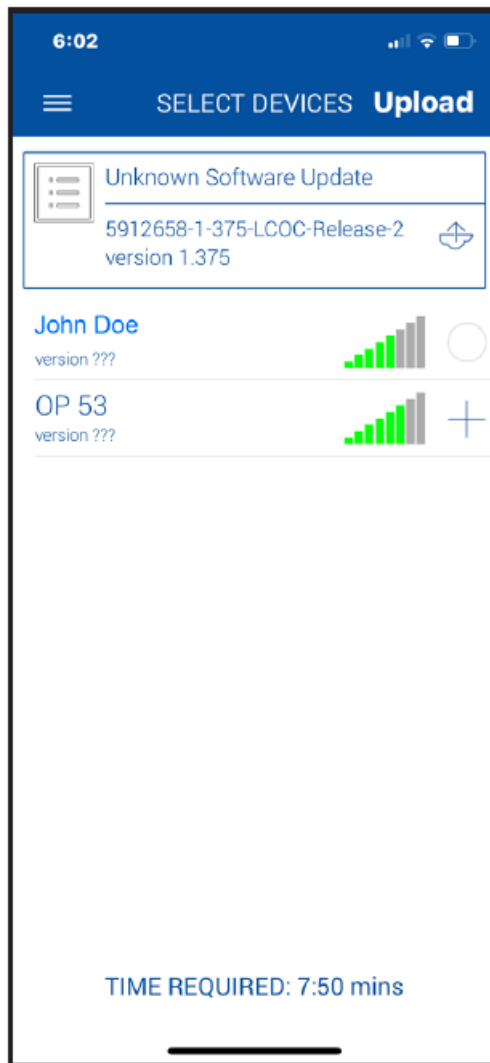 6:02
SELECT DEVICES Upload
Unknown Software Update
5912658-1-375-LCOC-Release-2
version 1.375
John Doe
version ???
OP 53
version ???
TIME REQUIRED: 7:50 mins